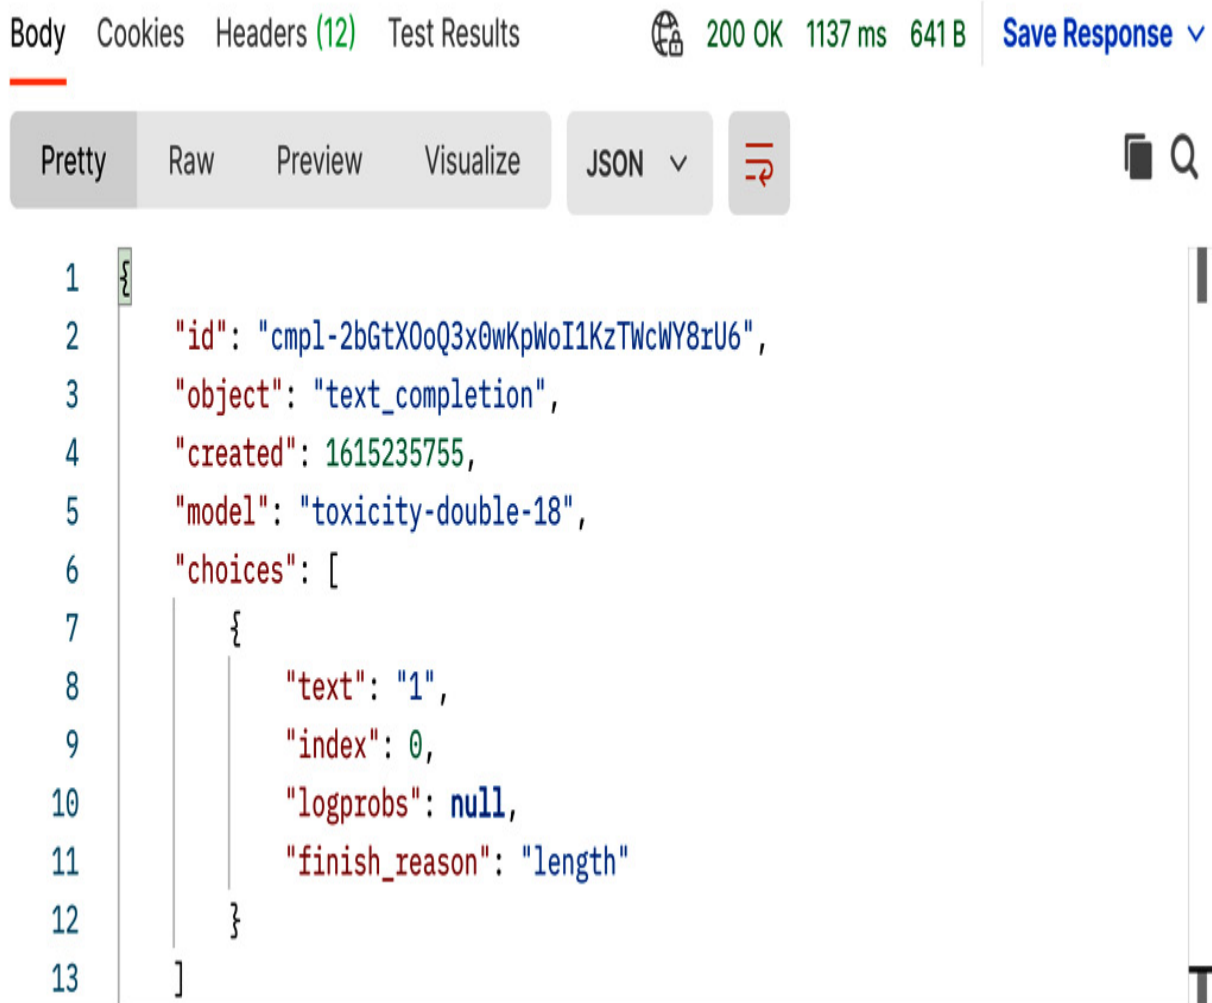 Body Cookies Headers (12) Test Results 200 OK 1137 ms 641 B Save Response
Pretty Raw Preview Visualize JSON
1 {
2 "id": "cmpl-2bGtXOoQ3x0wKpWoI1KzTWcWY8rU6",
3 "object": "text_completion",
4 "created": 1615235755,
5 "model": "toxicity-double-18",
6 "choices": [
7 {
8 "text": "1",
9 "index": 0,
10 "logprobs": null,
11 "finish_reason": "length"
12 }
13 ]